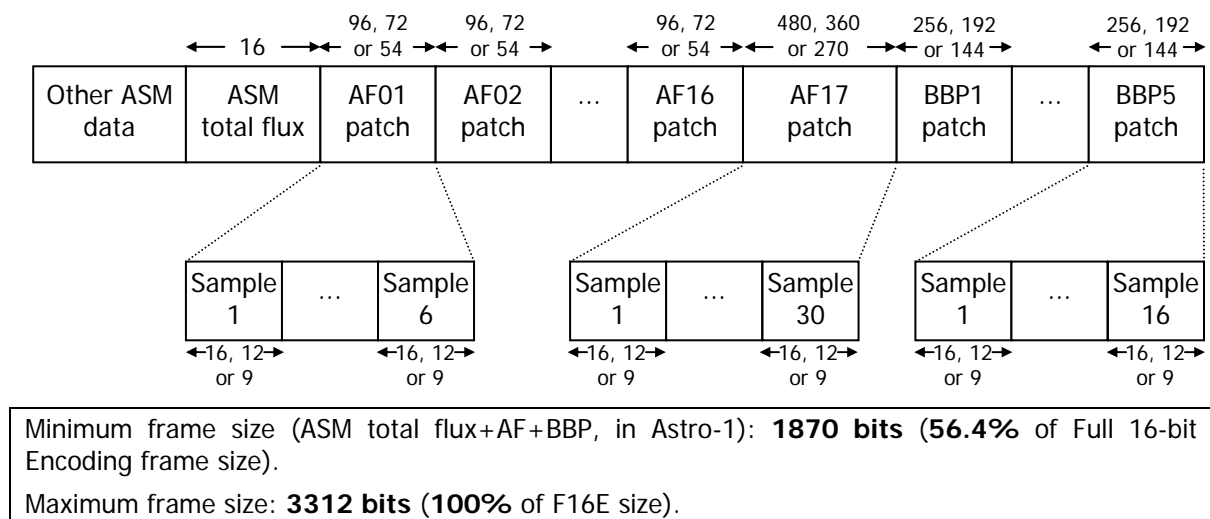 96, 72 96, 72 96, 72 480, 360 256, 192 256, 192
16 or 54 or 54 or 54 or 270 or 144 or 144
Other ASM ASM AF01 AF02 ... AF16 AF17 BBP1 ... BBP5
data total flux patch patch patch patch patch patch
Sample ... Sample Sample ... Sample Sample ... Sample
1 6 1 30 1 16
16, 12 16, 12 16, 12 16, 12 16, 12 16, 12
or 9 or 9 or 9 or 9 or 9 or 9
Minimum frame size (ASM total flux+AF+BBP, in Astro-1): 1870 bits (56.4% of Full 16-bit
Encoding frame size).
Maximum frame size: 3312 bits (100% of F16E size).